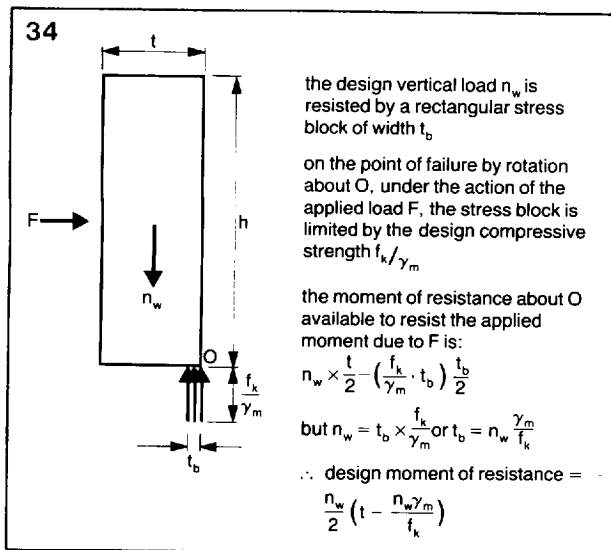 34
t
the design vertical load n_w is
resisted by a rectangular stress
block of width t_b
on the point of failure by rotation
about O, under the action of the
applied load F, the stress block is
limited by the design compressive
strength f_k/γ_m
F
h
n_w
the moment of resistance about O
available to resist the applied
moment due to F is:
n_w × t/2 − (f_k/γ_m · t_b) t_b/2
O
f_k/γ_m
but n_w = t_b × f_k/γ_m or t_b = n_w γ_m/f_k
t_b
∴ design moment of resistance =
n_w/2 (t − n_wγ_m/f_k)